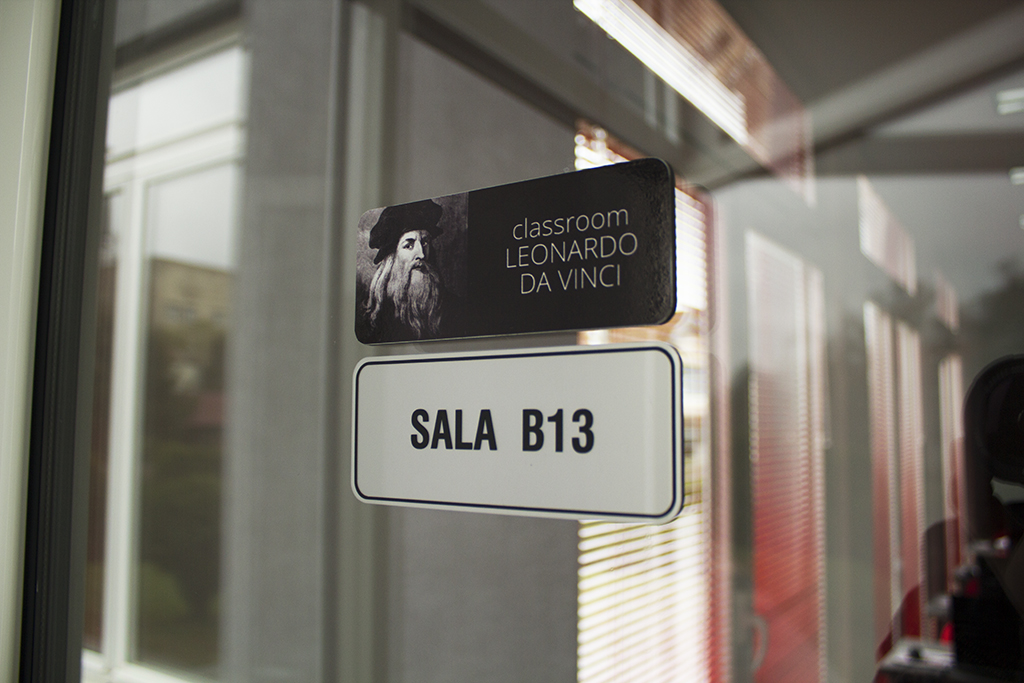 classroom
LEONARDO
DA VINCI
SALA B13